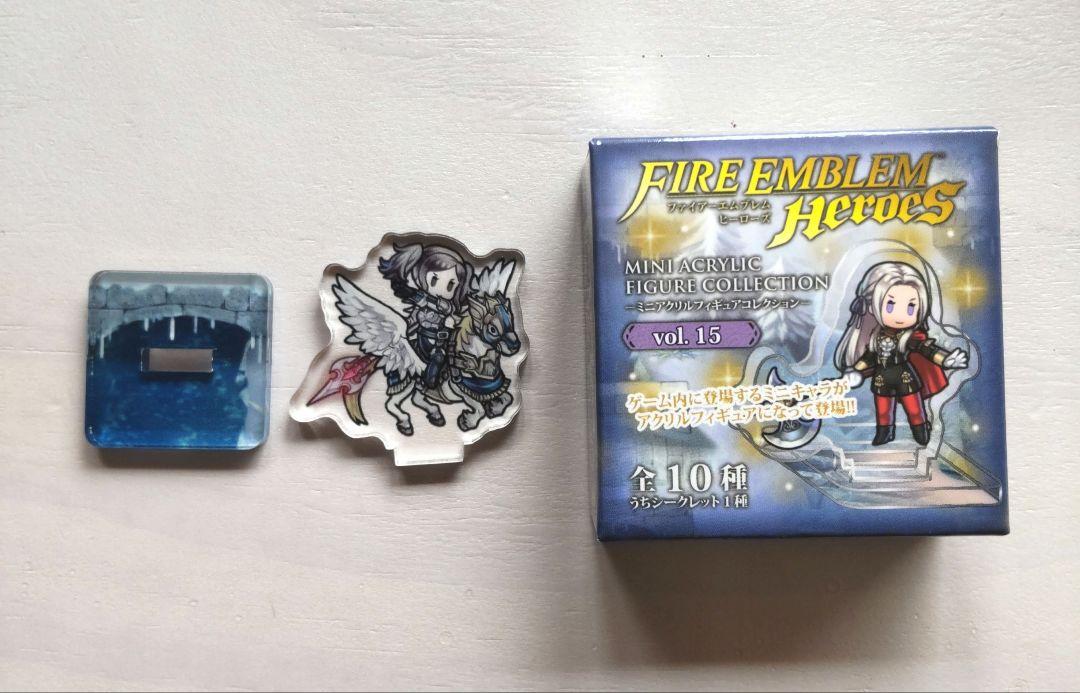 FIRE EMBLEM™
ファイアーエムブレム
ヒーローズ
Heroes
MINI ACRYLIC
FIGURE COLLECTION
―ミニアクリルフィギュアコレクション―
vol. 15
ゲーム内に登場するミニキャラが
アクリルフィギュアになって登場!!
全10種
うちシークレット1種